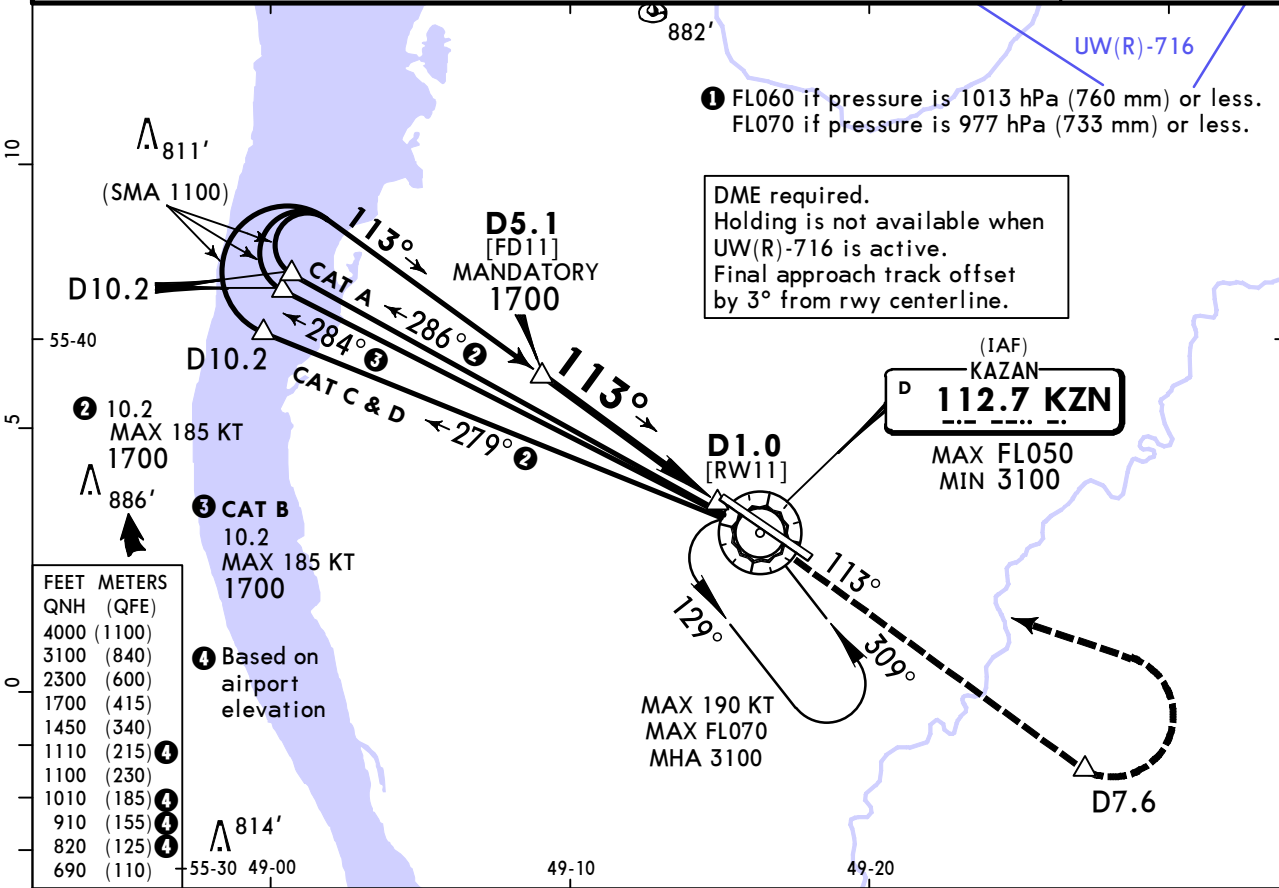 882'
UW(R)-716
❶ FL060 if pressure is 1013 hPa (760 mm) or less.
FL070 if pressure is 977 hPa (733 mm) or less.
10
811'
(SMA 1100)
DME required.
Holding is not available when
UW(R)-716 is active.
Final approach track offset
by 3° from rwy centerline.
113°
D5.1
[FD11]
MANDATORY
1700
D10.2
CAT A
286° ❷
284° ❸
55-40
D10.2
CAT C & D
279° ❷
113°
(IAF)
KAZAN
D 112.7 KZN
MAX FL050
MIN 3100
D1.0
[RW11]
5
❷ 10.2
MAX 185 KT
1700
886'
❸ CAT B
10.2
MAX 185 KT
1700
113°
129°
309°
FEET METERS
QNH (QFE)
4000 (1100)
3100 (840)
2300 (600)
1700 (415)
1450 (340)
1110 (215) ❹
1100 (230)
1010 (185) ❹
910 (155) ❹
820 (125) ❹
690 (110)
0
❹ Based on
airport
elevation
MAX 190 KT
MAX FL070
MHA 3100
D7.6
814'
55-30
49-00
49-10
49-20